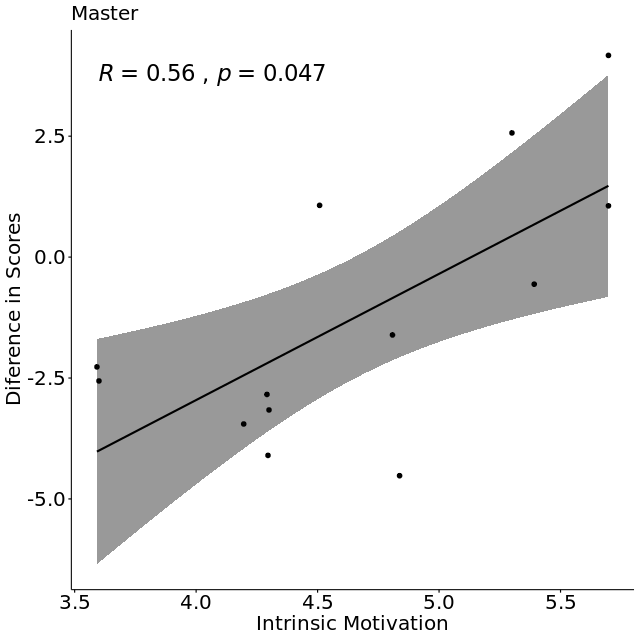 Master
R = 0.56 , p = 0.047
2.5
0.0
-2.5
-5.0
Diference in Scores
3.5 4.0 4.5 5.0 5.5
Intrinsic Motivation